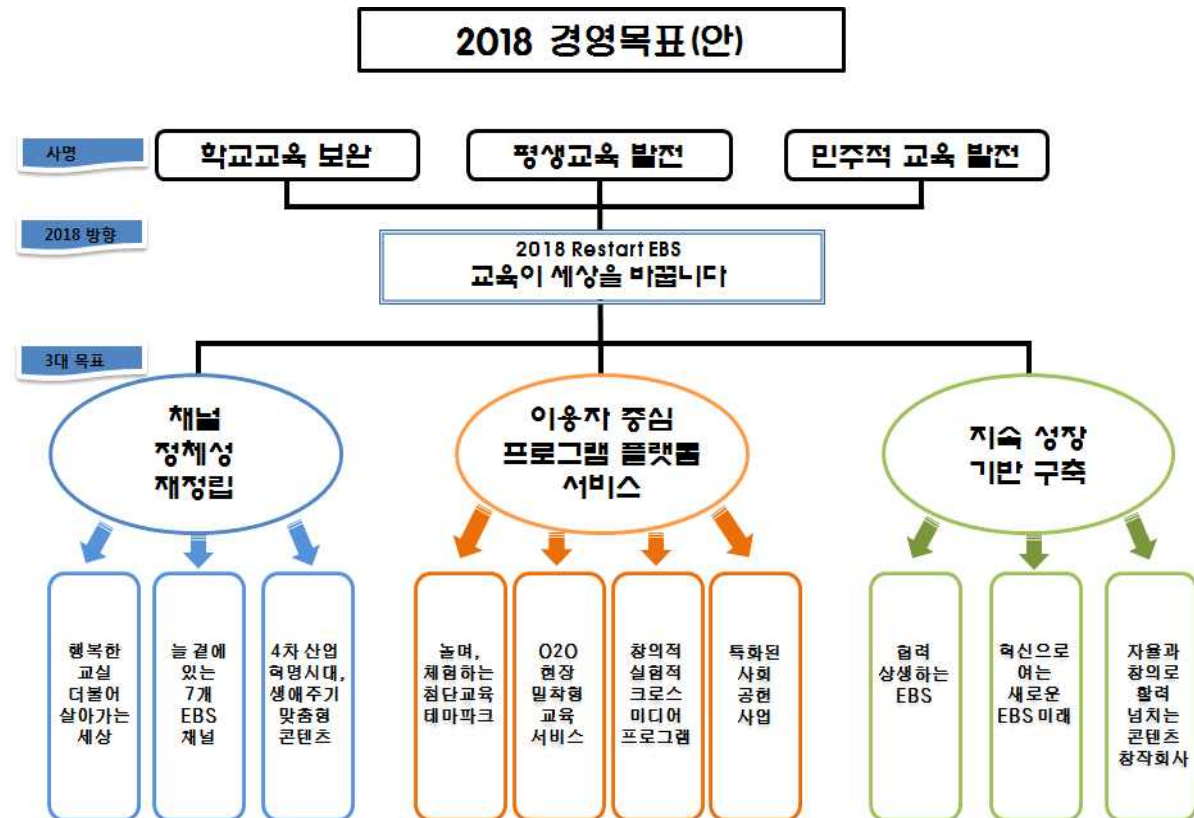 2018 경영목표(안)
사명
학교교육 보완
평생교육 발전
민주적 교육 발전
2018 방향
2018 Restart EBS
교육이 세상을 바꿉니다
3대 목표
채널
정체성
재정립
이용자 중심
프로그램 플랫폼
서비스
지속 성장
기반 구축
행복한
교실
더불어
살아가는
세상
늘 곁에
있는
7개
EBS
채널
4차 산업
혁명시대,
생애주기
맞춤형
콘텐츠
놀며,
체험하는
첨단교육
테마파크
O2O
현장
밀착형
교육
서비스
창의적
실험적
크로스
미디어
프로그램
특화된
사회
공헌
사업
협력
상생하는
EBS
혁신으로
여는
새로운
EBS 미래
자율과
창의로
활력
넘치는
콘텐츠
창작회사